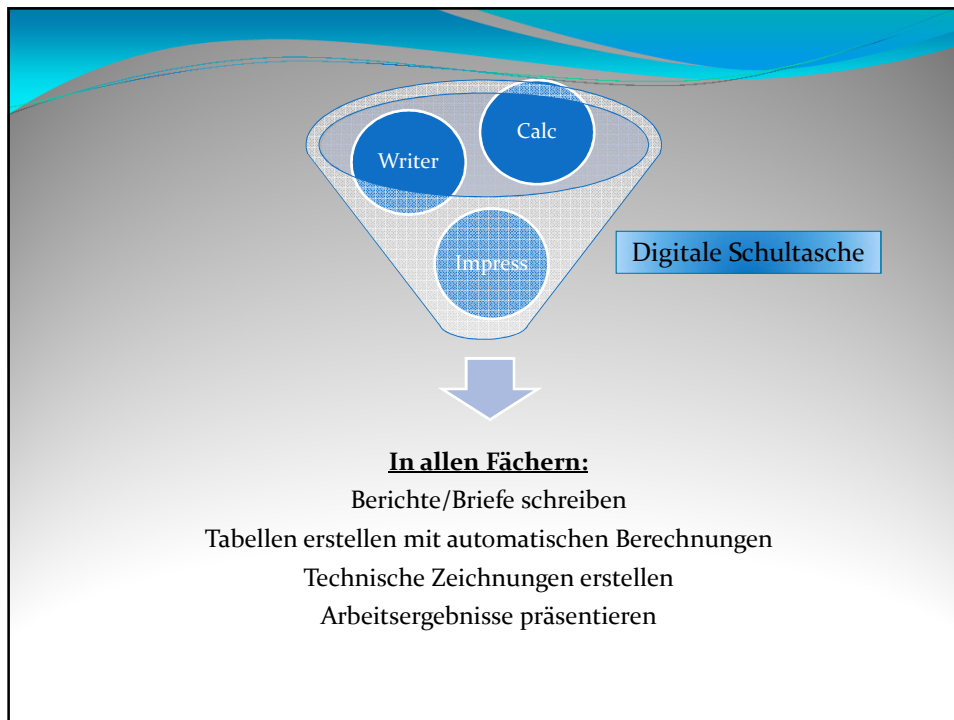 Calc
Writer
Impress
Digitale Schultasche
In allen Fächern:
Berichte/Briefe schreiben
Tabellen erstellen mit automatischen Berechnungen
Technische Zeichnungen erstellen
Arbeitsergebnisse präsentieren